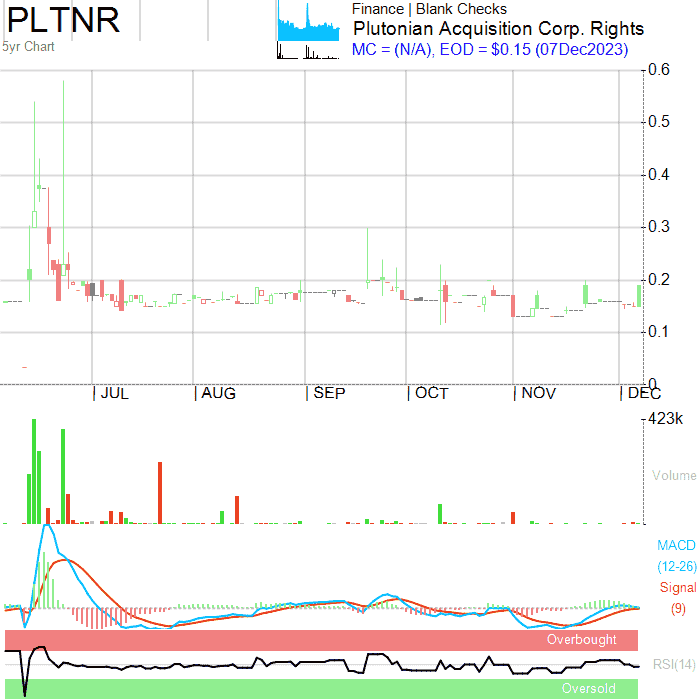 PLTNR
5yr Chart
Finance | Blank Checks
Plutonian Acquisition Corp. Rights
MC = (N/A), EOD = $0.15 (07Dec2023)
0.6
0.5
0.4
0.3
0.2
0.1
0
JUL
AUG
SEP
OCT
NOV
DEC
423k
Volume
MACD
(12-26)
Signal
(9)
Overbought
RSI(14)
Oversold